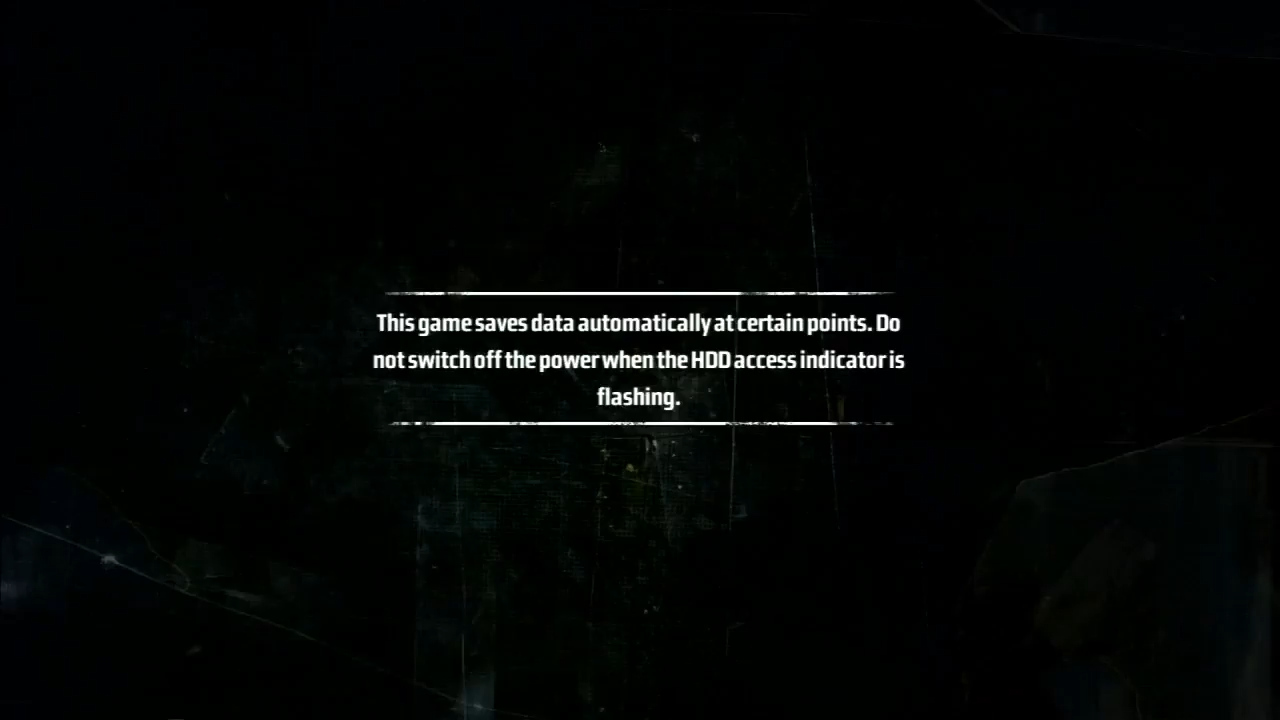 This game saves data automatically at certain points. Do
not switch off the power when the HDD access indicator is
flashing.